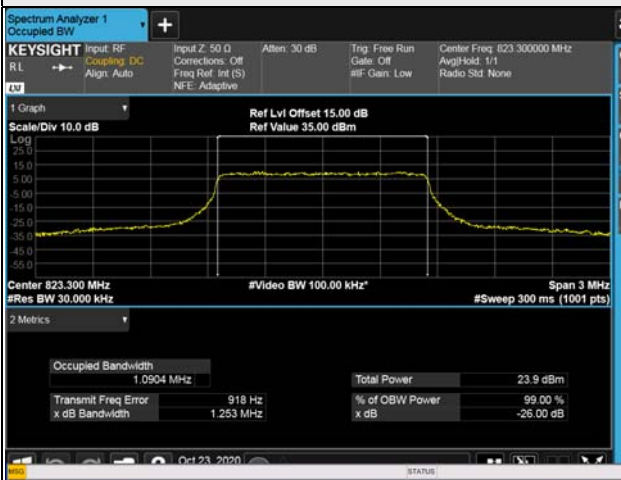 Spectrum Analyzer 1
Occupied BW
+
KEYSIGHT Input: RF Input Z: 50 Ω Atten: 30 dB Trig: Free Run Center Freq: 823.300000 MHz
RL Coupling: DC Corrections: Off Gate: Off Avg|Hold: 1/1
Align: Auto Freq Ref: Int (S) #IF Gain: Low Radio Std: None
LXI NFE: Adaptive
1 Graph
Ref Lvl Offset 15.00 dB
Scale/Div 10.0 dB Ref Value 35.00 dBm
Log
25.0
15.0
5.00
-5.00
-15.0
-25.0
-35.0
-45.0
-55.0
Center 823.300 MHz #Video BW 100.00 kHz* Span 3 MHz
#Res BW 30.000 kHz #Sweep 300 ms (1001 pts)
2 Metrics
Occupied Bandwidth
1.0904 MHz Total Power 23.9 dBm
Transmit Freq Error 918 Hz % of OBW Power 99.00 %
x dB Bandwidth 1.253 MHz x dB -26.00 dB
Oct 23, 2020
MSG STATUS